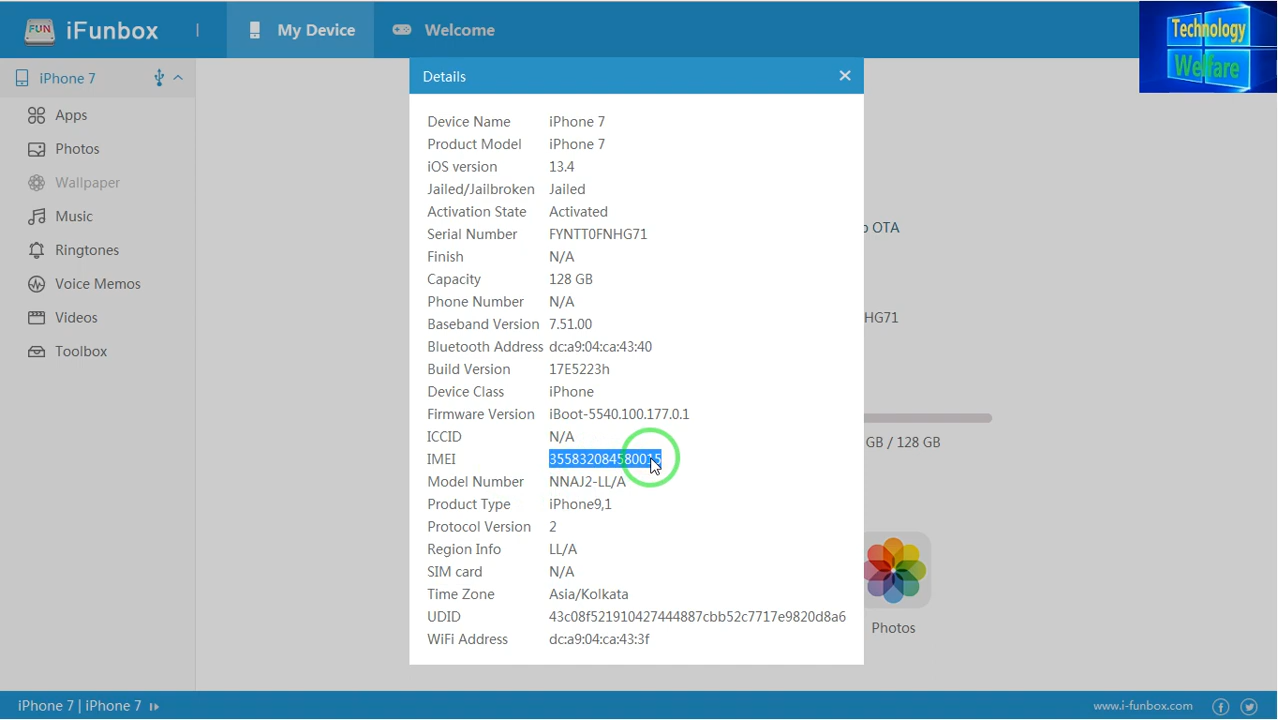 FUN iFunbox
My Device
Welcome
Technology
Welfare
iPhone 7
Apps
Photos
Wallpaper
Music
Ringtones
Voice Memos
Videos
Toolbox
Details
Device Name iPhone 7
Product Model iPhone 7
iOS version 13.4
Jailed/Jailbroken Jailed
Activation State Activated
Serial Number FYNTT0FNHG71
Finish N/A
Capacity 128 GB
Phone Number N/A
Baseband Version 7.51.00
Bluetooth Address dc:a9:04:ca:43:40
Build Version 17E5223h
Device Class iPhone
Firmware Version iBoot-5540.100.177.0.1
ICCID N/A
IMEI 355832084580015
Model Number NNAJ2-LL/A
Product Type iPhone9,1
Protocol Version 2
Region Info LL/A
SIM card N/A
Time Zone Asia/Kolkata
UDID 43c08f521910427444887cbb52c7717e9820d8a6
WiFi Address dc:a9:04:ca:43:3f
OTA
HG71
GB / 128 GB
Photos
iPhone 7 | iPhone 7
www.i-funbox.com